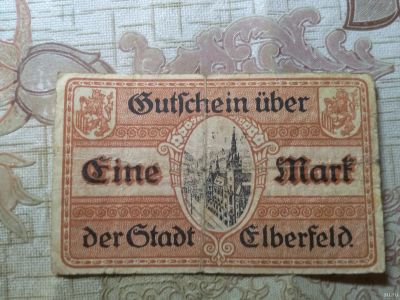 Gutschein über
Eine Mark
der Stadt Elberfeld.